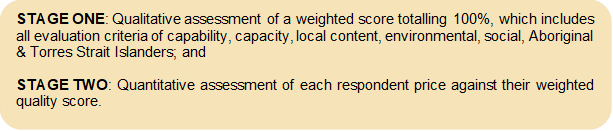 STAGE ONE: Qualitative assessment of a weighted score totalling 100%, which includes
all evaluation criteria of capability, capacity, local content, environmental, social, Aboriginal
& Torres Strait Islanders; and
STAGE TWO: Quantitative assessment of each respondent price against their weighted
quality score.